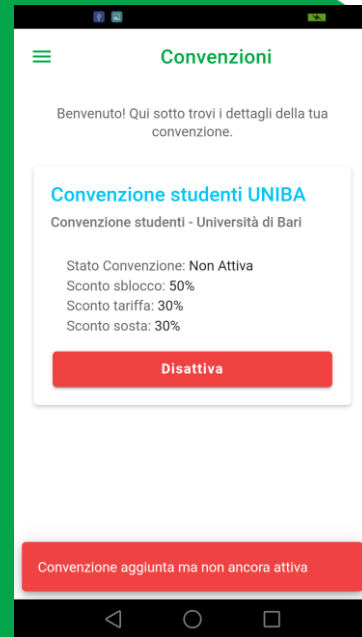 Convenzioni
Benvenuto! Qui sotto trovi i dettagli della tua
convenzione.
Convenzione studenti UNIBA
Convenzione studenti - Università di Bari
Stato Convenzione: Non Attiva
Sconto sblocco: 50%
Sconto tariffa: 30%
Sconto sosta: 30%
Disattiva
Convenzione aggiunta ma non ancora attiva